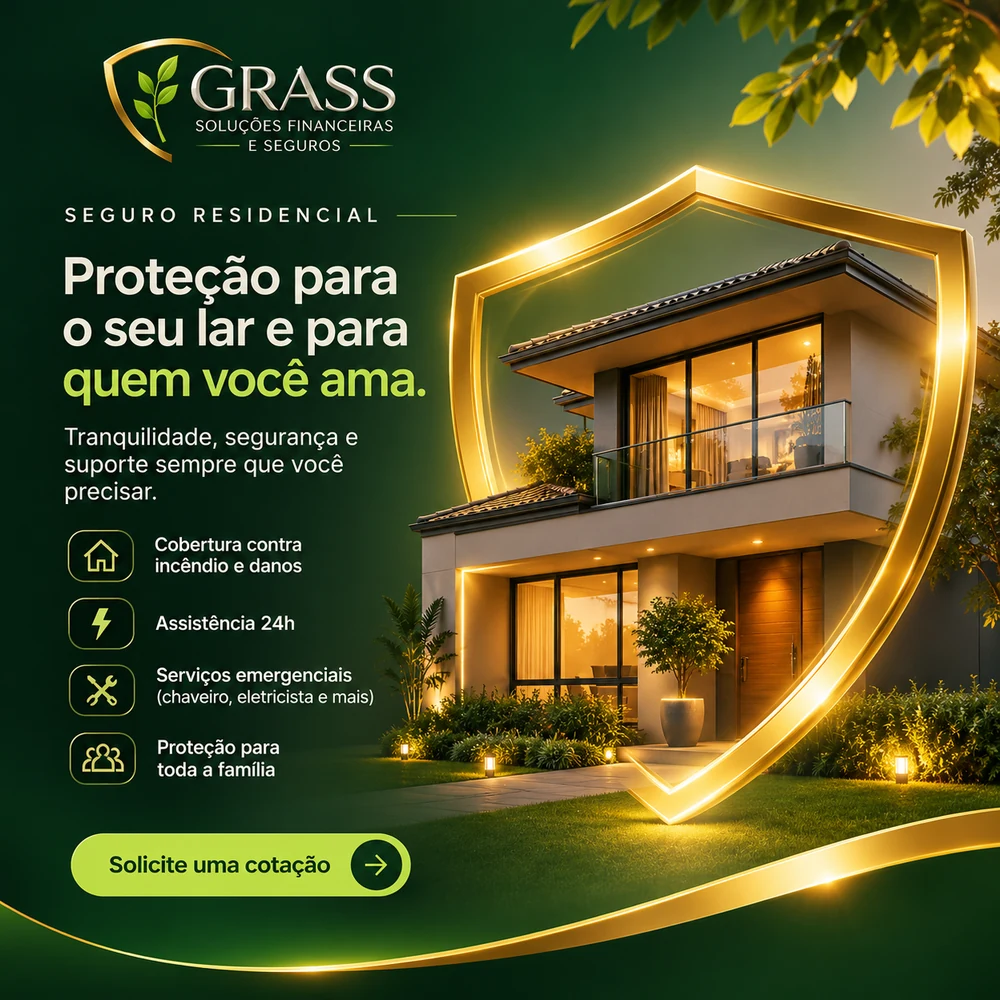 GRASS
SOLUÇÕES FINANCEIRAS
E SEGUROS
SEGURO RESIDENCIAL
Proteção para
o seu lar e para
quem você ama.
Tranquilidade, segurança e
suporte sempre que você
precisar.
Cobertura contra
incêndio e danos
Assistência 24h
Serviços emergenciais
(chaveiro, eletricista e mais)
Proteção para
toda a família
Solicite uma cotação